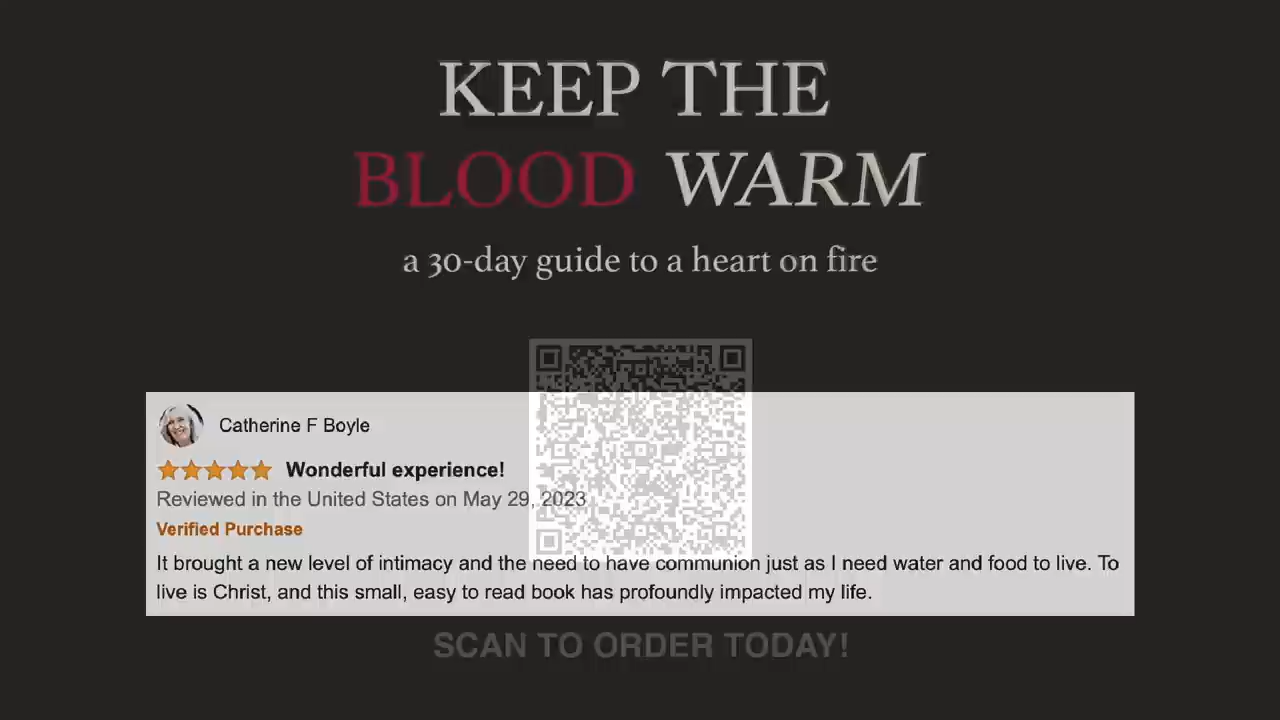 KEEP THE
BLOOD WARM
a 30-day guide to a heart on fire
Catherine F Boyle
Wonderful experience!
Reviewed in the United States on May 29, 2023
Verified Purchase
It brought a new level of intimacy and the need to have communion just as I need water and food to live. To
live is Christ, and this small, easy to read book has profoundly impacted my life.
SCAN TO ORDER TODAY!